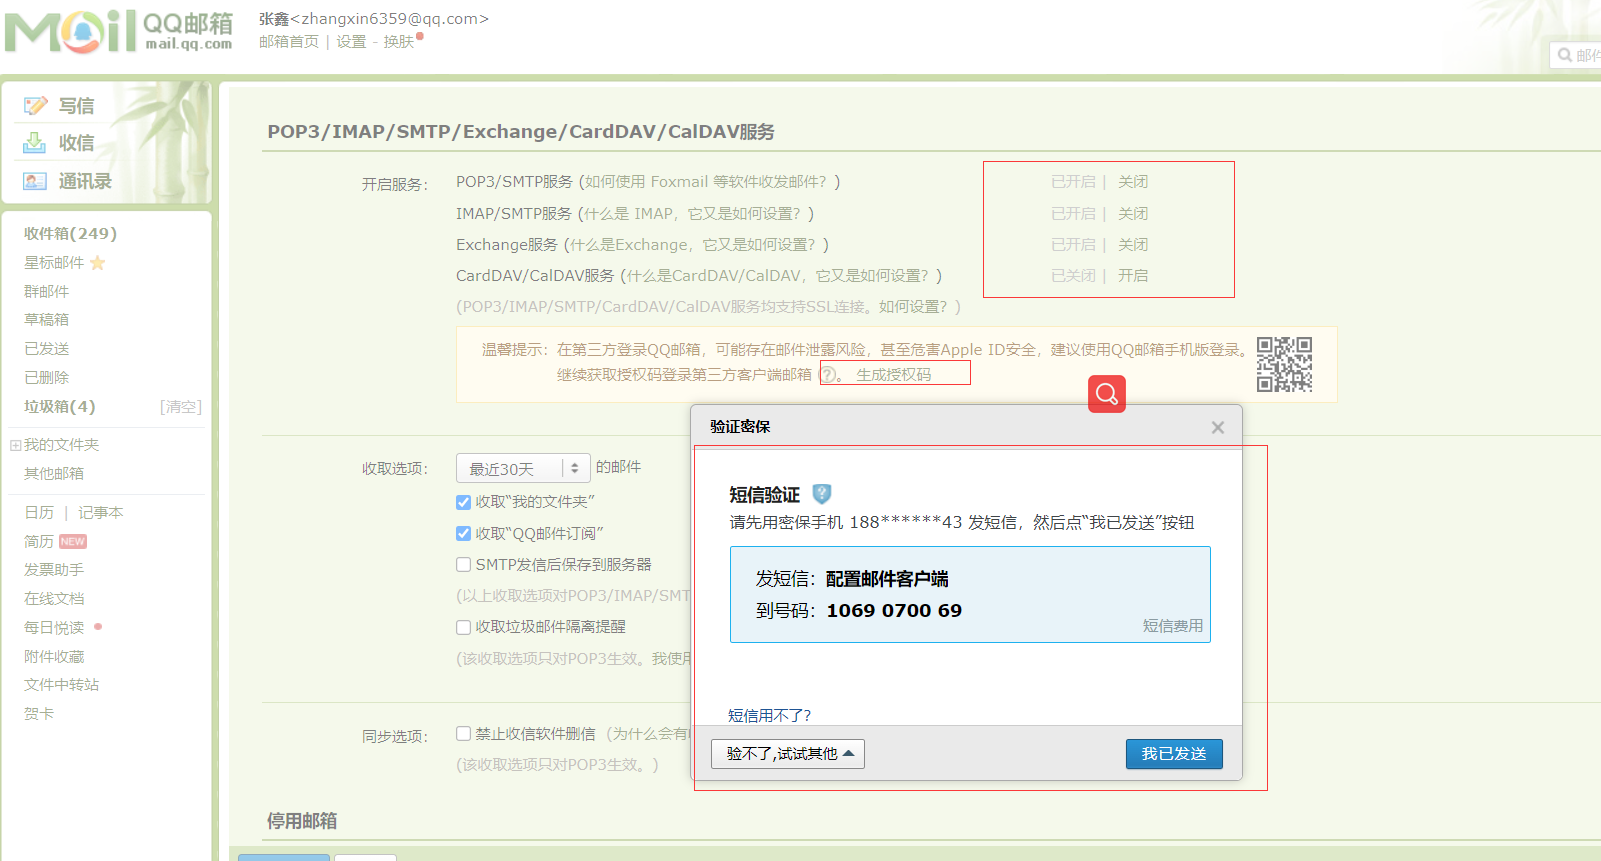 Mail QQ邮箱
mail.qq.com
张鑫<zhangxin6359@qq.com>
邮箱首页 | 设置 - 换肤
邮件
写信
收信
通讯录
收件箱(249)
星标邮件
群邮件
草稿箱
已发送
已删除
垃圾箱(4) [清空]
我的文件夹
其他邮箱
日历 | 记事本
简历 NEW
发票助手
在线文档
每日悦读
附件收藏
文件中转站
贺卡
POP3/IMAP/SMTP/Exchange/CardDAV/CalDAV服务
开启服务：
POP3/SMTP服务 (如何使用 Foxmail 等软件收发邮件？) 已开启 | 关闭
IMAP/SMTP服务 (什么是 IMAP，它又是如何设置？) 已开启 | 关闭
Exchange服务 (什么是Exchange，它又是如何设置？) 已开启 | 关闭
CardDAV/CalDAV服务 (什么是CardDAV/CalDAV，它又是如何设置？) 已关闭 | 开启
(POP3/IMAP/SMTP/CardDAV/CalDAV服务均支持SSL连接。如何设置？)
温馨提示：在第三方登录QQ邮箱，可能存在邮件泄露风险，甚至危害Apple ID安全，建议使用QQ邮箱手机版登录。
继续获取授权码登录第三方客户端邮箱 ?。 生成授权码
收取选项： 最近30天 的邮件
收取“我的文件夹”
收取“QQ邮件订阅”
SMTP发信后保存到服务器
(以上收取选项对POP3/IMAP/SMT
收取垃圾邮件隔离提醒
(该收取选项只对POP3生效。我使用
同步选项： 禁止收信软件删信 (为什么会有
(该收取选项只对POP3生效。)
停用邮箱
验证密保 ×
短信验证 ?
请先用密保手机 188******43 发短信，然后点“我已发送”按钮
发短信：配置邮件客户端
到号码：1069 0700 69
短信费用
短信用不了?
验不了,试试其他 我已发送